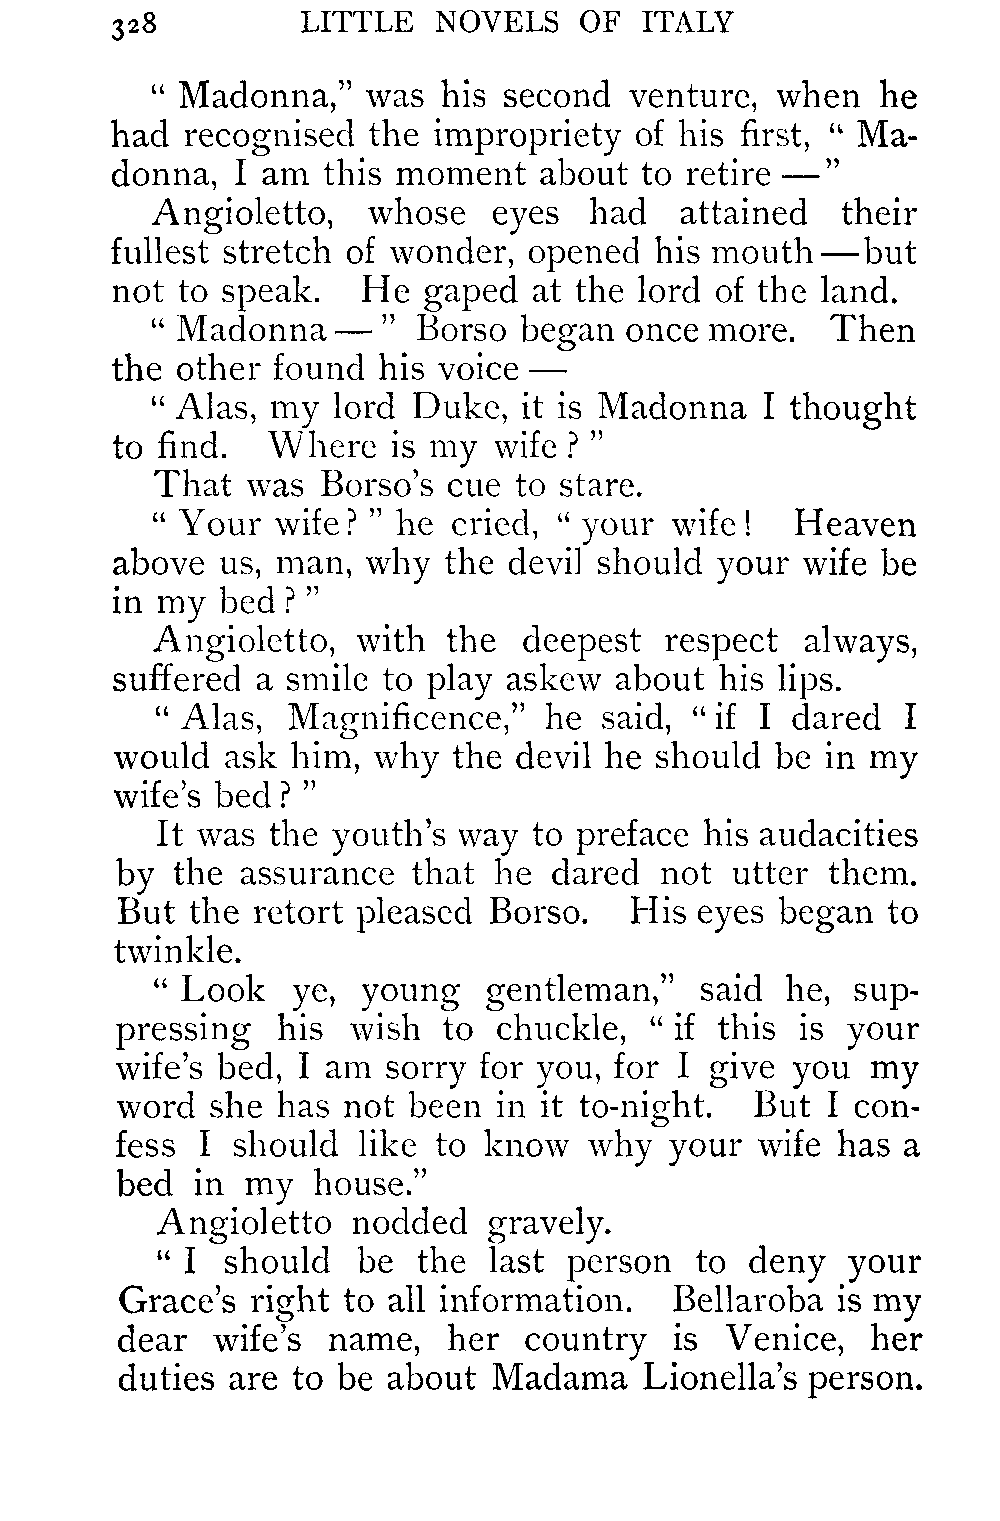 328 LITTLE NOVELS OF ITALY
“ Madonna,” was his second venture, when he
had recognised the impropriety of his first, “ Ma-
donna, I am this moment about to retire — ”
Angioletto, whose eyes had attained their
fullest stretch of wonder, opened his mouth — but
not to speak. He gaped at the lord of the land.
“ Madonna — ” Borso began once more. Then
the other found his voice —
“ Alas, my lord Duke, it is Madonna I thought
to find. Where is my wife ? ”
That was Borso’s cue to stare.
“ Your wife ? ” he cried, “ your wife ! Heaven
above us, man, why the devil should your wife be
in my bed ? ”
Angioletto, with the deepest respect always,
suffered a smile to play askew about his lips.
“ Alas, Magnificence,” he said, “ if I dared I
would ask him, why the devil he should be in my
wife’s bed ? ”
It was the youth’s way to preface his audacities
by the assurance that he dared not utter them.
But the retort pleased Borso. His eyes began to
twinkle.
“ Look ye, young gentleman,” said he, sup-
pressing his wish to chuckle, “ if this is your
wife’s bed, I am sorry for you, for I give you my
word she has not been in it to-night. But I con-
fess I should like to know why your wife has a
bed in my house.”
Angioletto nodded gravely.
“ I should be the last person to deny your
Grace’s right to all information. Bellaroba is my
dear wife’s name, her country is Venice, her
duties are to be about Madama Lionella’s person.